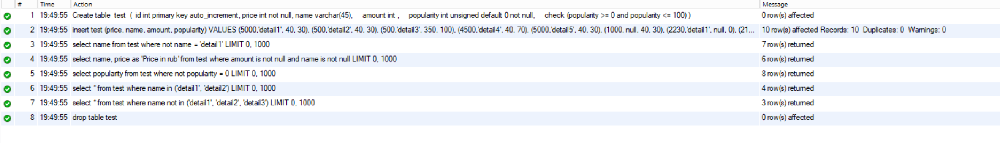 # Time Action Message
1 19:49:55 Create table test ( id int primary key auto_increment, price int not null, name varchar(45), amount int , popularity int unsigned default 0 not null, check (popularity >= 0 and popularity <= 100) ) 0 row(s) affected
2 19:49:55 insert test (price, name, amount, popularity) VALUES (5000,'detail1', 40, 30), (500,'detail2', 40, 30), (500,'detail3', 350, 100), (4500,'detail4', 40, 70), (5000,'detail5', 40, 30), (1000, null, 40, 30), (2230,'detail1', null, 0), (21... 10 row(s) affected Records: 10 Duplicates: 0 Warnings: 0
3 19:49:55 select name from test where not name = 'detail1' LIMIT 0, 1000 7 row(s) returned
4 19:49:55 select name, price as 'Price in rub' from test where amount is not null and name is not null LIMIT 0, 1000 6 row(s) returned
5 19:49:55 select popularity from test where not popularity = 0 LIMIT 0, 1000 8 row(s) returned
6 19:49:55 select * from test where name in ('detail1', 'detail2') LIMIT 0, 1000 4 row(s) returned
7 19:49:55 select * from test where name not in ('detail1', 'detail2', 'detail3') LIMIT 0, 1000 3 row(s) returned
8 19:49:55 drop table test 0 row(s) affected